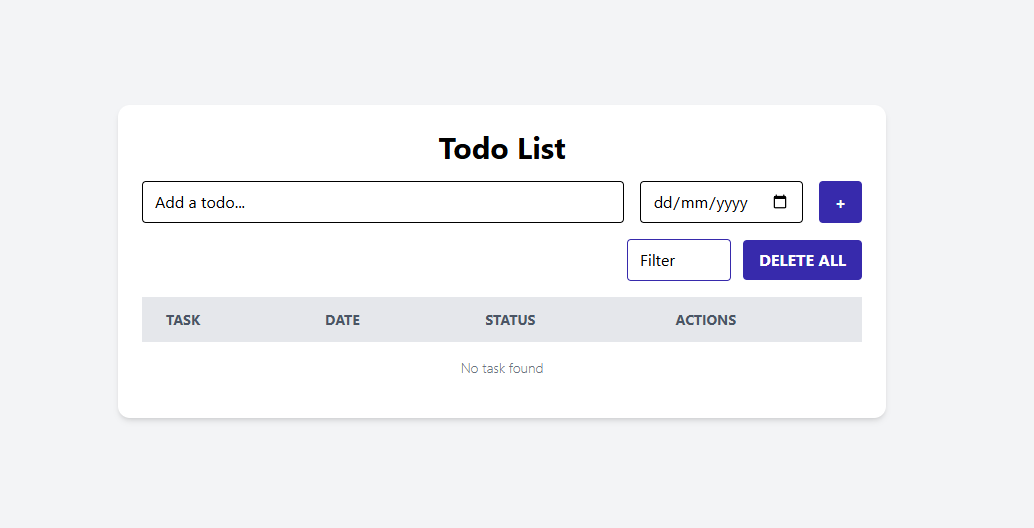 Todo List
Add a todo... dd/mm/yyyy +
Filter DELETE ALL
TASK DATE STATUS ACTIONS
No task found